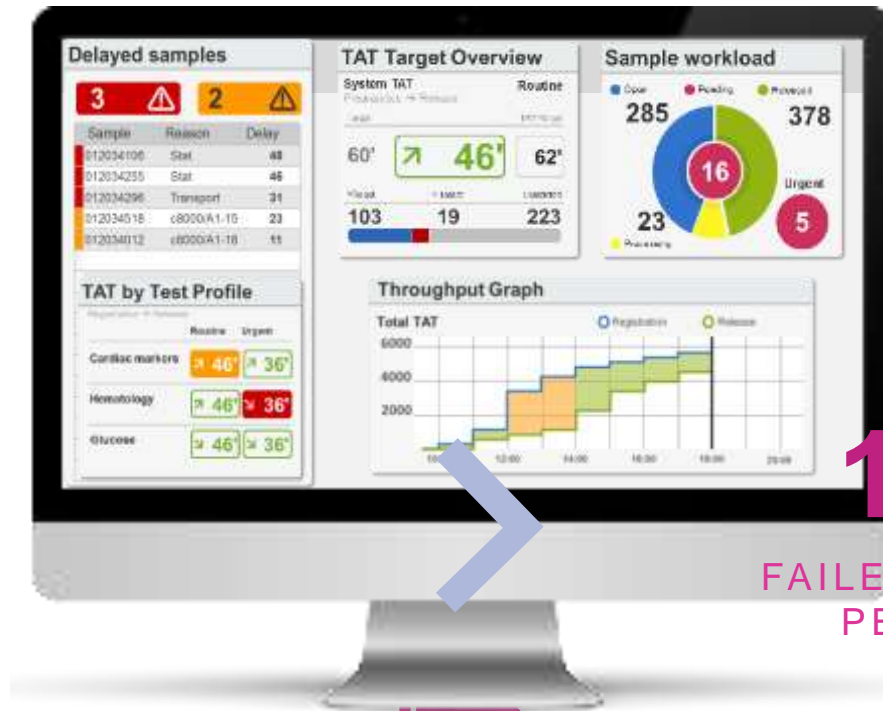 Delayed samples
3 2
Sample Reason Delay
012034106 Stat 48
012034255 Stat 46
012034296 Transport 31
012034518 c8000/A1-15 23
012034012 c8000/A1-18 11
TAT by Test Profile
Routine Urgent
Cardiac markers 46' 36'
Hematology 46' 36'
Glucose 46' 36'
TAT Target Overview
System TAT Routine
60' 46' 62'
103 19 223
Sample workload
Open Pending Released
285 378
16
Urgent
23 5
Processing
Throughput Graph
Total TAT Registration Release
6000
4000
2000
12:00 14:00 16:00 18:00 20:00
1
FAILE
PE